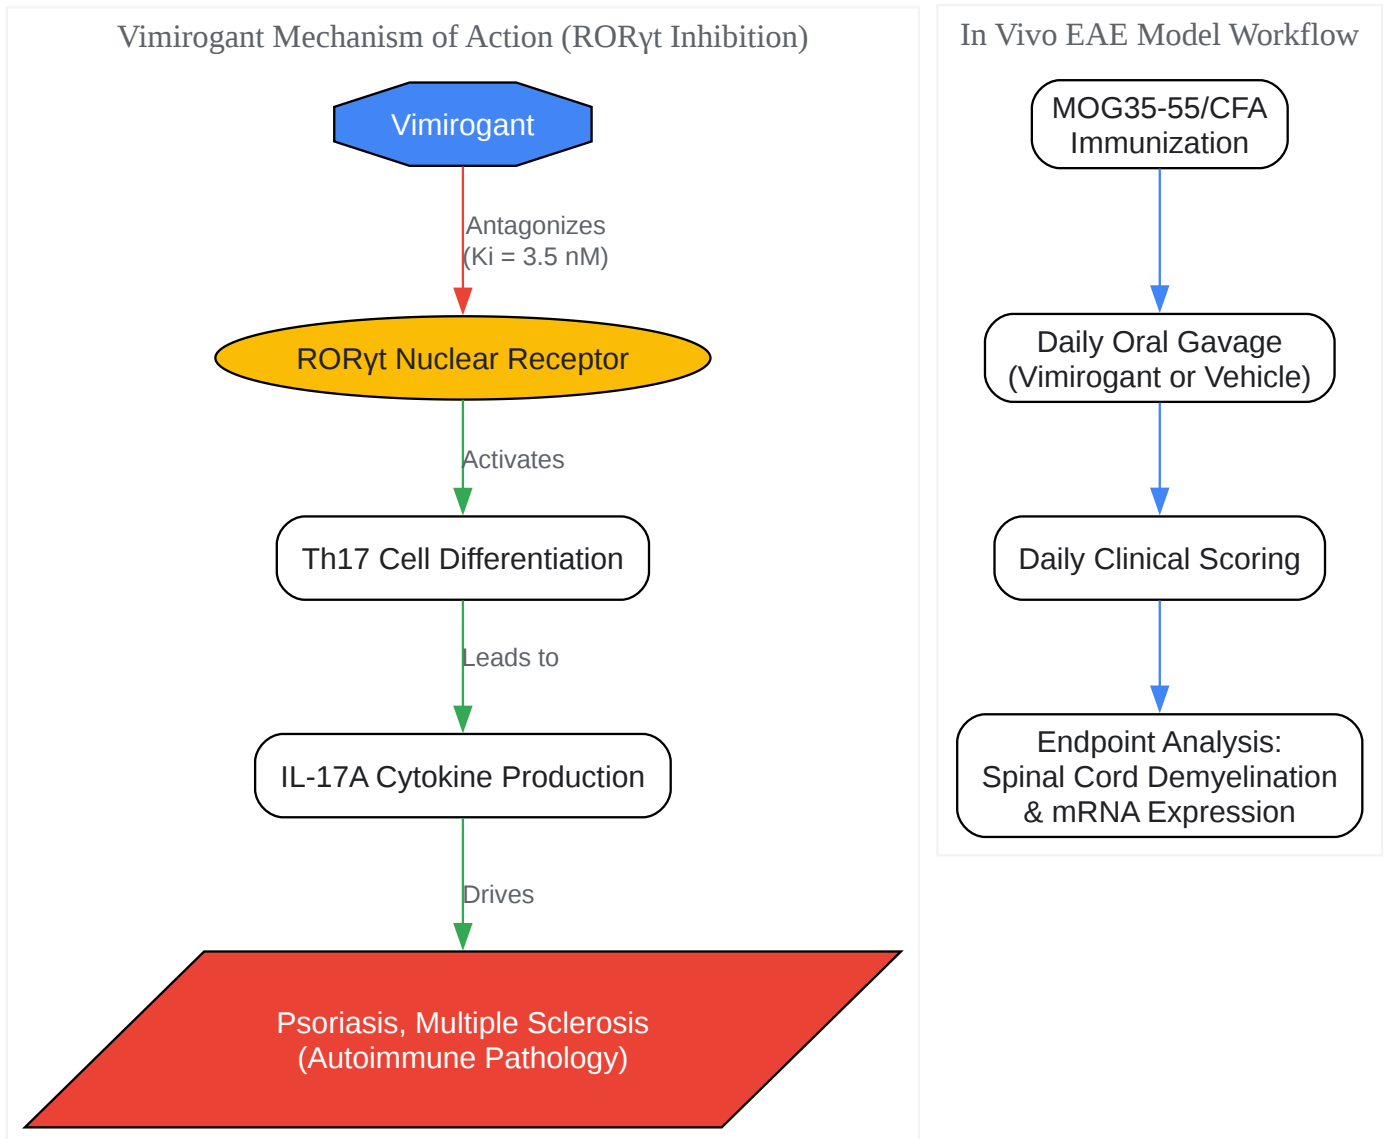 Vimirogant Mechanism of Action (RORγt Inhibition)
Vimirogant
Antagonizes
(Ki = 3.5 nM)
RORγt Nuclear Receptor
Activates
Th17 Cell Differentiation
Leads to
IL-17A Cytokine Production
Drives
Psoriasis, Multiple Sclerosis
(Autoimmune Pathology)
In Vivo EAE Model Workflow
MOG35-55/CFA
Immunization
Daily Oral Gavage
(Vimirogant or Vehicle)
Daily Clinical Scoring
Endpoint Analysis:
Spinal Cord Demyelination
& mRNA Expression